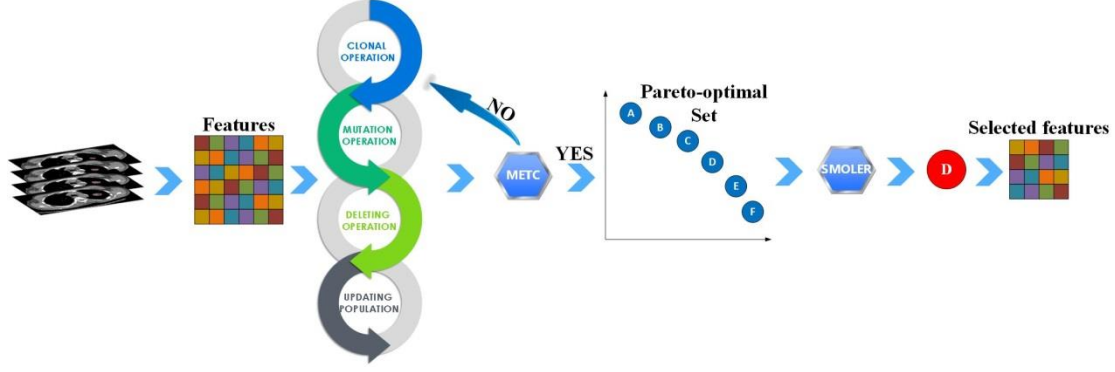 Features
CLONAL
OPERATION
MUTATION
OPERATION
DELETING
OPERATION
UPDATING
POPULATION
NO
METC
YES
Pareto-optimal
Set
A
B
C
D
E
F
SMOLER
D
Selected features